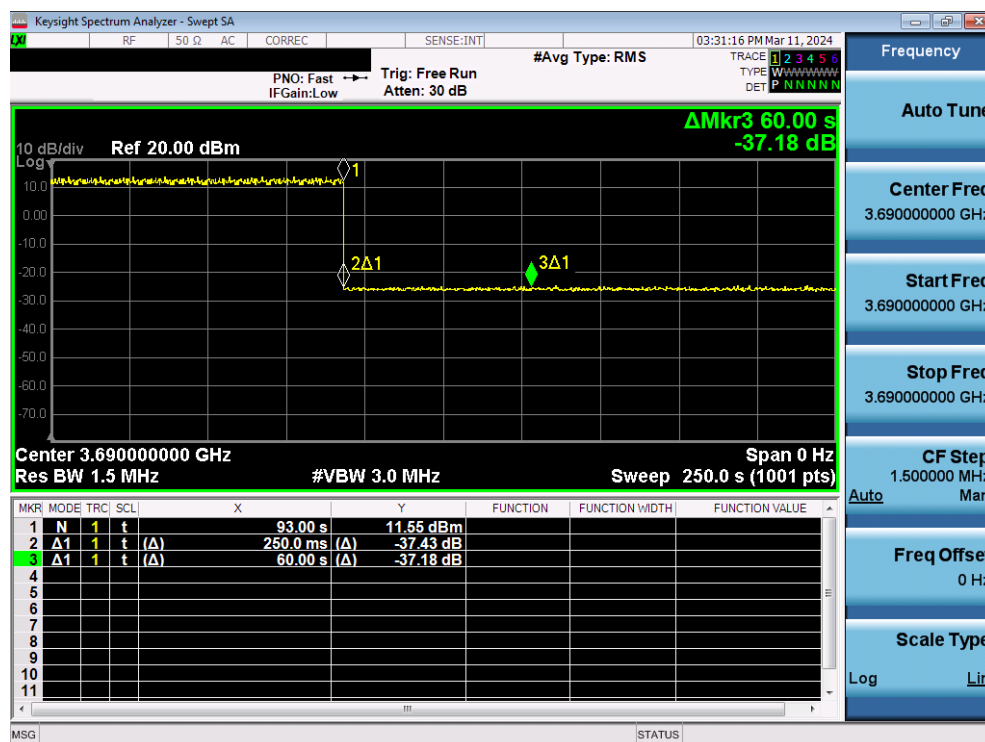 Keysight Spectrum Analyzer - Swept SA
LXI RF 50 Ω AC CORREC SENSE:INT 03:31:16 PM Mar 11, 2024
#Avg Type: RMS TRACE 1 2 3 4 5 6
PNO: Fast Trig: Free Run TYPE WWWWWWW
IFGain:Low Atten: 30 dB DET P N N N N N
ΔMkr3 60.00 s
-37.18 dB
10 dB/div Ref 20.00 dBm
Log
10.0
0.00
-10.0
-20.0
-30.0
-40.0
-50.0
-60.0
-70.0
1
2Δ1
3Δ1
Center 3.690000000 GHz Span 0 Hz
Res BW 1.5 MHz #VBW 3.0 MHz Sweep 250.0 s (1001 pts)
MKR MODE TRC SCL X Y FUNCTION FUNCTION WIDTH FUNCTION VALUE
1 N 1 t 93.00 s 11.55 dBm
2 Δ1 1 t (Δ) 250.0 ms (Δ) -37.43 dB
3 Δ1 1 t (Δ) 60.00 s (Δ) -37.18 dB
4
5
6
7
8
9
10
11
MSG STATUS
Frequency
Auto Tune
Center Freq
3.690000000 GHz
Start Freq
3.690000000 GHz
Stop Freq
3.690000000 GHz
CF Step
1.500000 MHz
Auto Man
Freq Offset
0 Hz
Scale Type
Log Lin